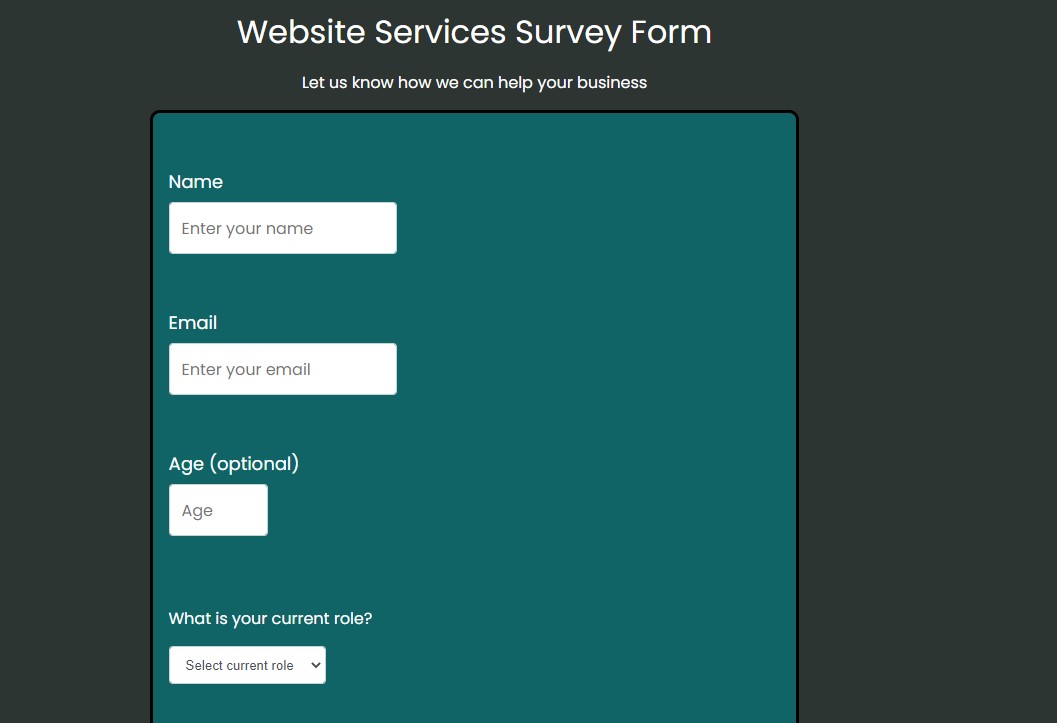 Website Services Survey Form
Let us know how we can help your business
Name
Enter your name
Email
Enter your email
Age (optional)
Age
What is your current role?
Select current role